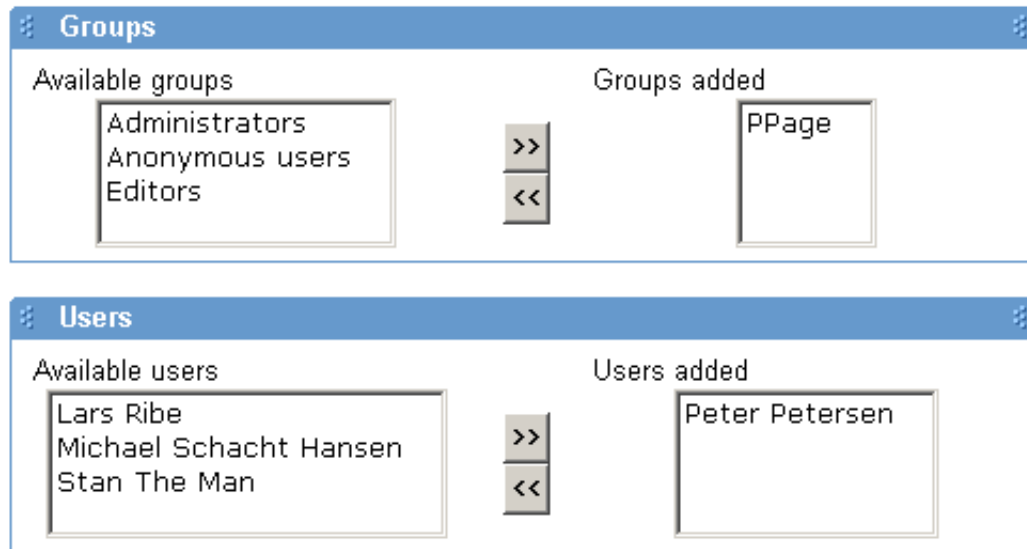 Groups
Available groups Groups added
Administrators PPage
Anonymous users >>
Editors <<
Users
Available users Users added
Lars Ribe Peter Petersen
Michael Schacht Hansen >>
Stan The Man <<